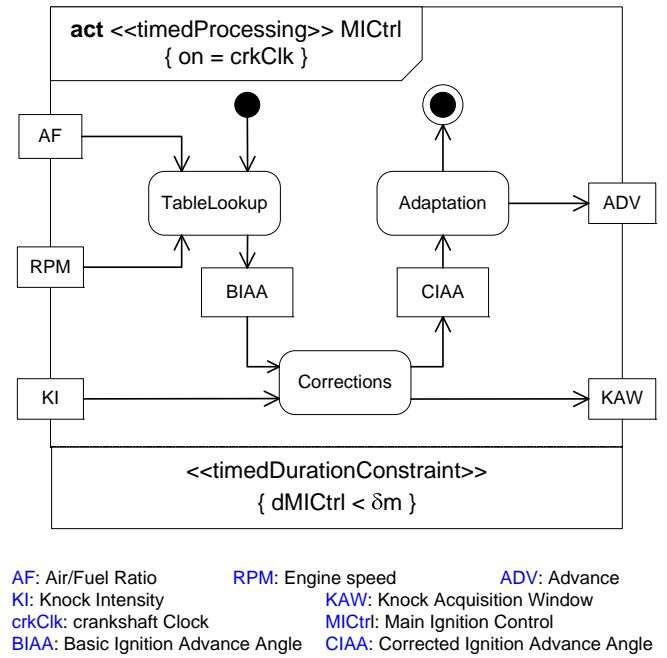 act <<timedProcessing>> MICtrl
{ on = crkClk }
AF
TableLookup
Adaptation
ADV
RPM
BIAA
CIAA
Corrections
KI
KAW
<<timedDurationConstraint>>
{ dMICtrl < δm }
AF: Air/Fuel Ratio RPM: Engine speed ADV: Advance
KI: Knock Intensity KAW: Knock Acquisition Window
crkClk: crankshaft Clock MICtrl: Main Ignition Control
BIAA: Basic Ignition Advance Angle CIAA: Corrected Ignition Advance Angle